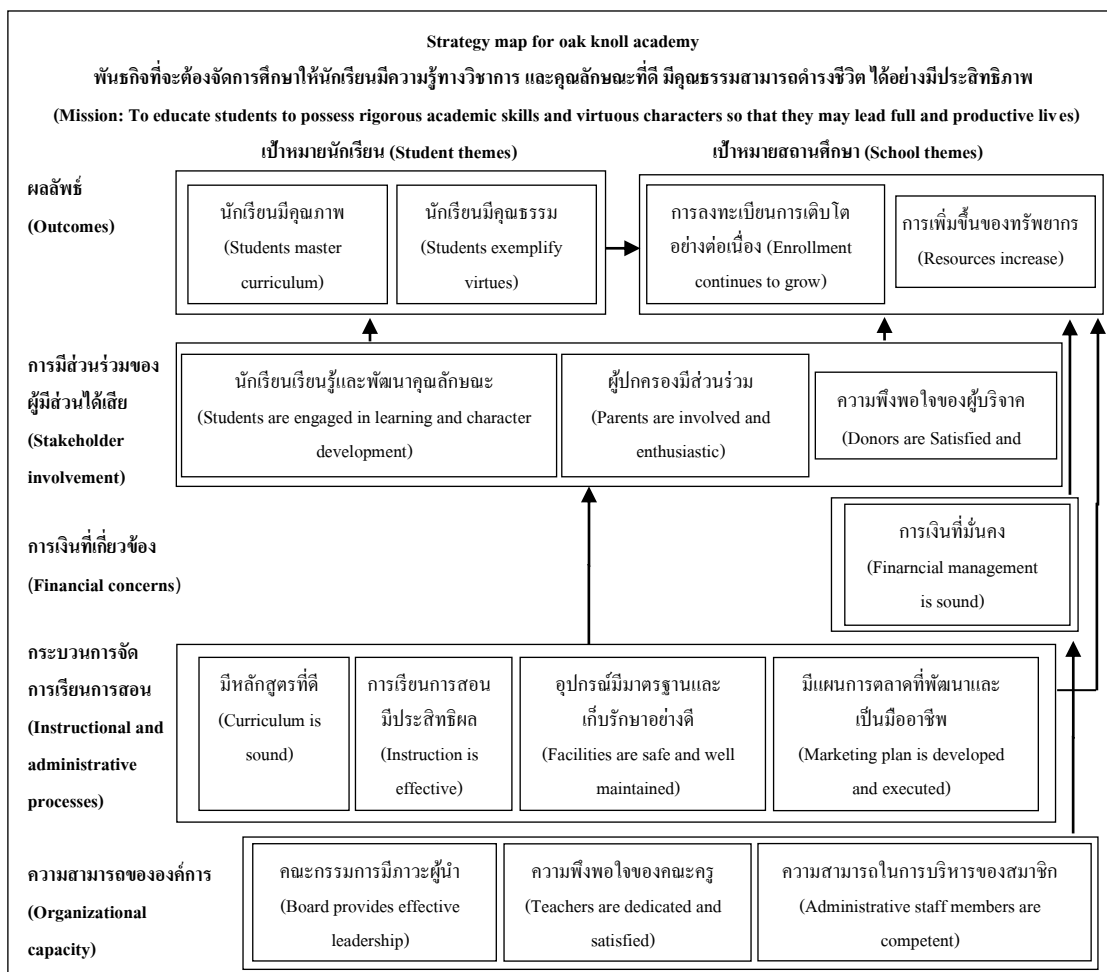 Strategy map for oak knoll academy
พันธกิจที่จะต้องจัดการศึกษาให้นักเรียนมีความรู้ทางวิชาการ และคุณลักษณะที่ดี มีคุณธรรมสามารถดำรงชีวิต ได้อย่างมีประสิทธิภาพ
(Mission: To educate students to possess rigorous academic skills and virtuous characters so that they may lead full and productive lives)
เป้าหมายนักเรียน (Student themes)
เป้าหมายสถานศึกษา (School themes)
ผลลัพธ์
(Outcomes)
นักเรียนมีคุณภาพ
(Students master
curriculum)
นักเรียนมีคุณธรรม
(Students exemplify
virtues)
การลงทะเบียนการเติบโต
อย่างต่อเนื่อง (Enrollment
continues to grow)
การเพิ่มขึ้นของทรัพยากร
(Resources increase)
การมีส่วนร่วมของ
ผู้มีส่วนได้เสีย
(Stakeholder
involvement)
นักเรียนเรียนรู้และพัฒนาคุณลักษณะ
(Students are engaged in learning and character
development)
ผู้ปกครองมีส่วนร่วม
(Parents are involved and
enthusiastic)
ความพึงพอใจของผู้บริจาค
(Donors are Satisfied and
การเงินที่เกี่ยวข้อง
(Financial concerns)
การเงินที่มั่นคง
(Finarncial management
is sound)
กระบวนการจัด
การเรียนการสอน
(Instructional and
administrative
processes)
มีหลักสูตรที่ดี
(Curriculum is
sound)
การเรียนการสอน
มีประสิทธิผล
(Instruction is
effective)
อุปกรณ์มีมาตรฐานและ
เก็บรักษาอย่างดี
(Facilities are safe and well
maintained)
มีแผนการตลาดที่พัฒนาและ
เป็นมืออาชีพ
(Marketing plan is developed
and executed)
ความสามารถขององค์การ
(Organizational
capacity)
คณะกรรมการมีภาวะผู้นำ
(Board provides effective
leadership)
ความพึงพอใจของคณะครู
(Teachers are dedicated and
satisfied)
ความสามารถในการบริหารของสมาชิก
(Administrative staff members are
competent)